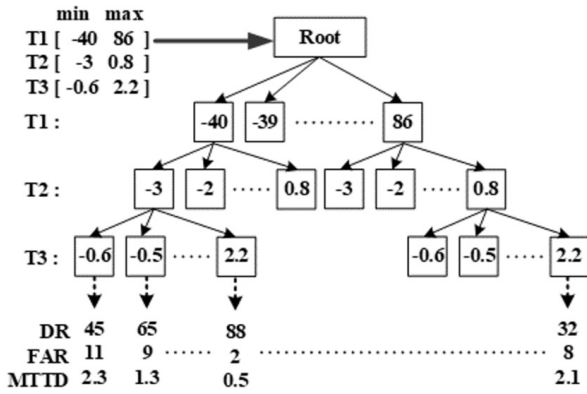 min max
T1 [ -40 86 ] Root
T2 [ -3 0.8 ]
T3 [ -0.6 2.2 ]
T1 : -40 -39 ........... 86
T2 : -3 -2 ..... 0.8 -3 -2 ..... 0.8
T3 : -0.6 -0.5 ..... 2.2 -0.6 -0.5 ..... 2.2
DR 45 65 88 32
FAR 11 9 ...... 2 ........................... 8
MTTD 2.3 1.3 0.5 2.1